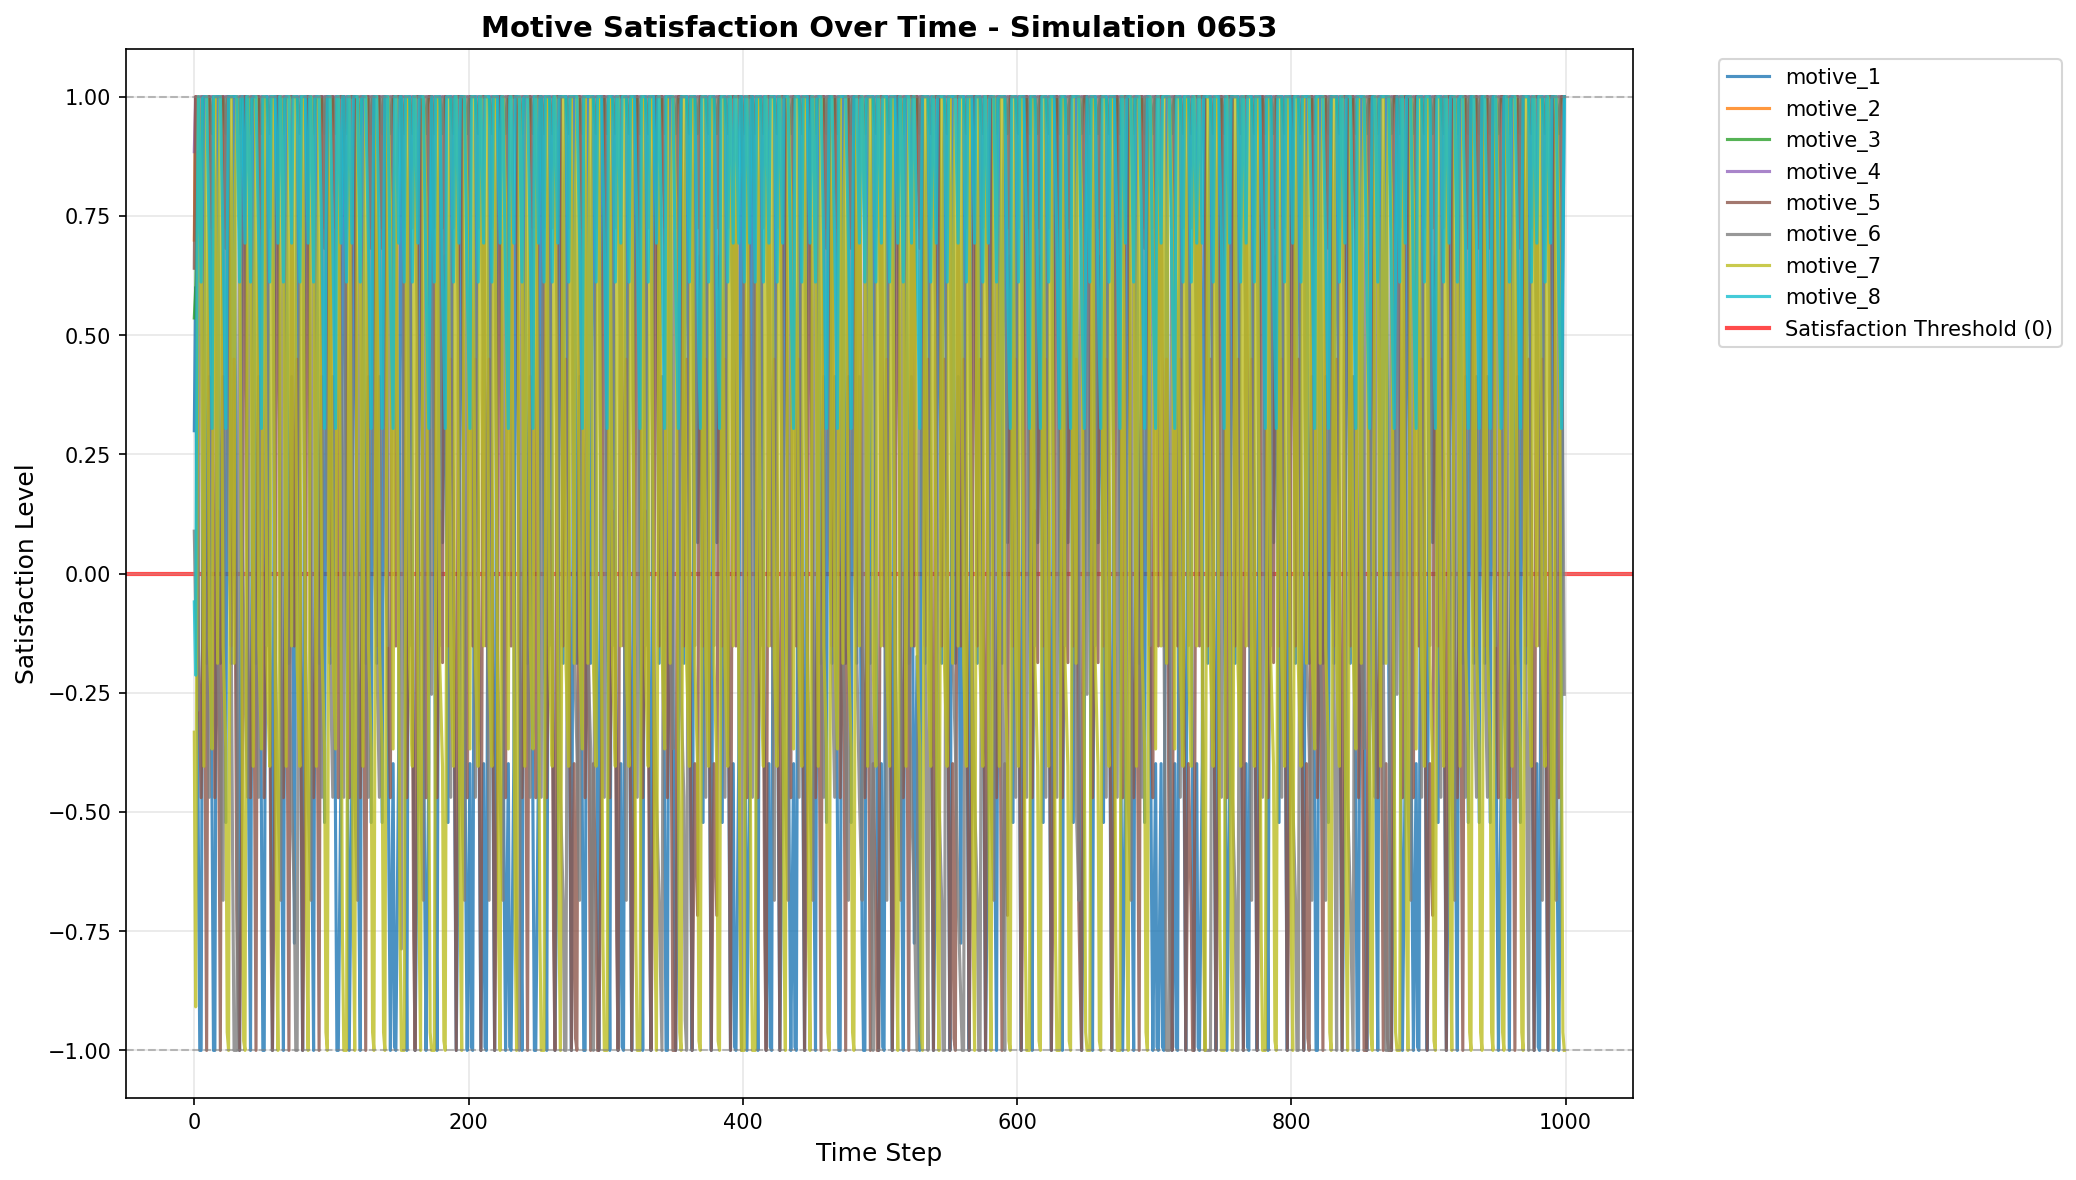 Motive Satisfaction Over Time - Simulation 0653
1.00
0.75
0.50
0.25
0.00
−0.25
−0.50
−0.75
−1.00
Satisfaction Level
0
200
400
600
800
1000
Time Step
motive_1
motive_2
motive_3
motive_4
motive_5
motive_6
motive_7
motive_8
Satisfaction Threshold (0)